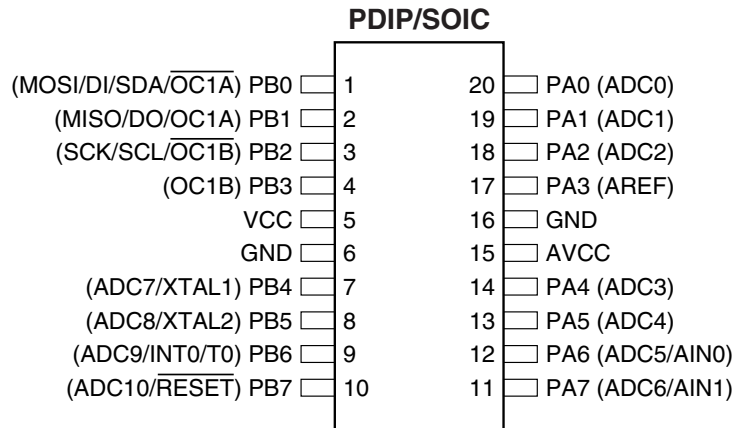 PDIP/SOIC
(MOSI/DI/SDA/O̅C̅1̅A̅) PB0 1 20 PA0 (ADC0)
(MISO/DO/OC1A) PB1 2 19 PA1 (ADC1)
(SCK/SCL/O̅C̅1̅B̅) PB2 3 18 PA2 (ADC2)
(OC1B) PB3 4 17 PA3 (AREF)
VCC 5 16 GND
GND 6 15 AVCC
(ADC7/XTAL1) PB4 7 14 PA4 (ADC3)
(ADC8/XTAL2) PB5 8 13 PA5 (ADC4)
(ADC9/INT0/T0) PB6 9 12 PA6 (ADC5/AIN0)
(ADC10/R̅E̅S̅E̅T̅) PB7 10 11 PA7 (ADC6/AIN1)